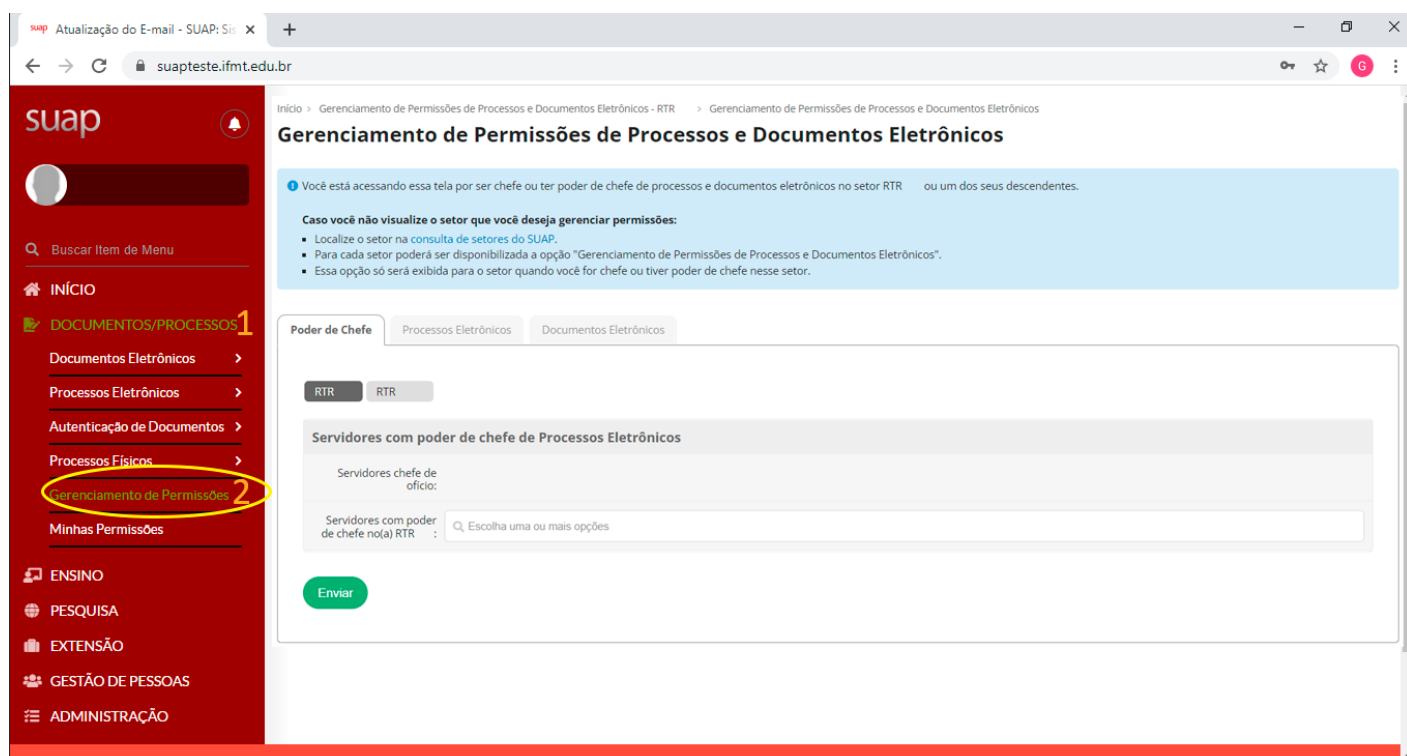 suap Atualização do E-mail - SUAP: Sis
suapteste.ifmt.edu.br
G
suap
Buscar Item de Menu
INÍCIO
DOCUMENTOS/PROCESSOS 1
Documentos Eletrônicos
Processos Eletrônicos
Autenticação de Documentos
Processos Físicos
Gerenciamento de Permissões 2
Minhas Permissões
ENSINO
PESQUISA
EXTENSÃO
GESTÃO DE PESSOAS
ADMINISTRAÇÃO
Início > Gerenciamento de Permissões de Processos e Documentos Eletrônicos - RTR > Gerenciamento de Permissões de Processos e Documentos Eletrônicos
Gerenciamento de Permissões de Processos e Documentos Eletrônicos
Você está acessando essa tela por ser chefe ou ter poder de chefe de processos e documentos eletrônicos no setor RTR ou um dos seus descendentes.
Caso você não visualize o setor que você deseja gerenciar permissões:
Localize o setor na consulta de setores do SUAP.
Para cada setor poderá ser disponibilizada a opção "Gerenciamento de Permissões de Processos e Documentos Eletrônicos".
Essa opção só será exibida para o setor quando você for chefe ou tiver poder de chefe nesse setor.
Poder de Chefe Processos Eletrônicos Documentos Eletrônicos
RTR RTR
Servidores com poder de chefe de Processos Eletrônicos
Servidores chefe de
ofício:
Servidores com poder
de chefe no(a) RTR :
Escolha uma ou mais opções
Enviar